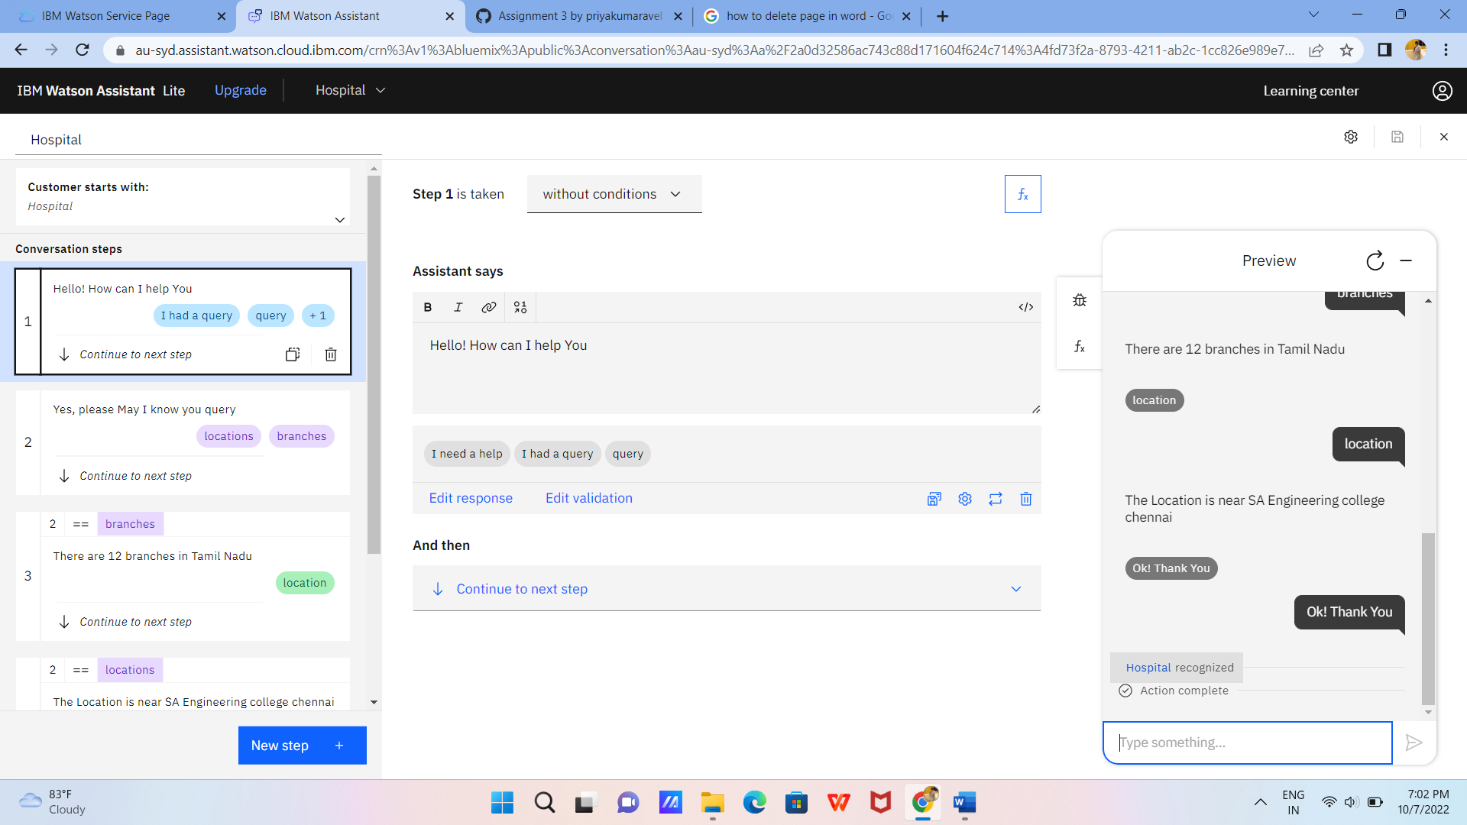 IBM Watson Service Page
IBM Watson Assistant
Assignment 3 by priyakumaravel
how to delete page in word - Goo
au-syd.assistant.watson.cloud.ibm.com/crn%3Av1%3Abluemix%3Apublic%3Aconversation%3Aau-syd%3Aa%2F2a0d32586ac743c88d171604f624c714%3A4fd73f2a-8793-4211-ab2c-1cc826e989e7...
IBM Watson Assistant Lite
Upgrade
Hospital
Learning center
Hospital
Customer starts with:
Hospital
Conversation steps
1
Hello! How can I help You
I had a query
query
+ 1
Continue to next step
2
Yes, please May I know you query
locations
branches
Continue to next step
2 == branches
3
There are 12 branches in Tamil Nadu
location
Continue to next step
2 == locations
The Location is near SA Engineering college chennai
New step +
Step 1 is taken
without conditions
fx
Assistant says
B I
</>
Hello! How can I help You
I need a help
I had a query
query
Edit response
Edit validation
And then
Continue to next step
fx
Preview
branches
There are 12 branches in Tamil Nadu
location
location
The Location is near SA Engineering college
chennai
Ok! Thank You
Ok! Thank You
Hospital recognized
Action complete
Type something...
83°F
Cloudy
ENG
IN
7:02 PM
10/7/2022